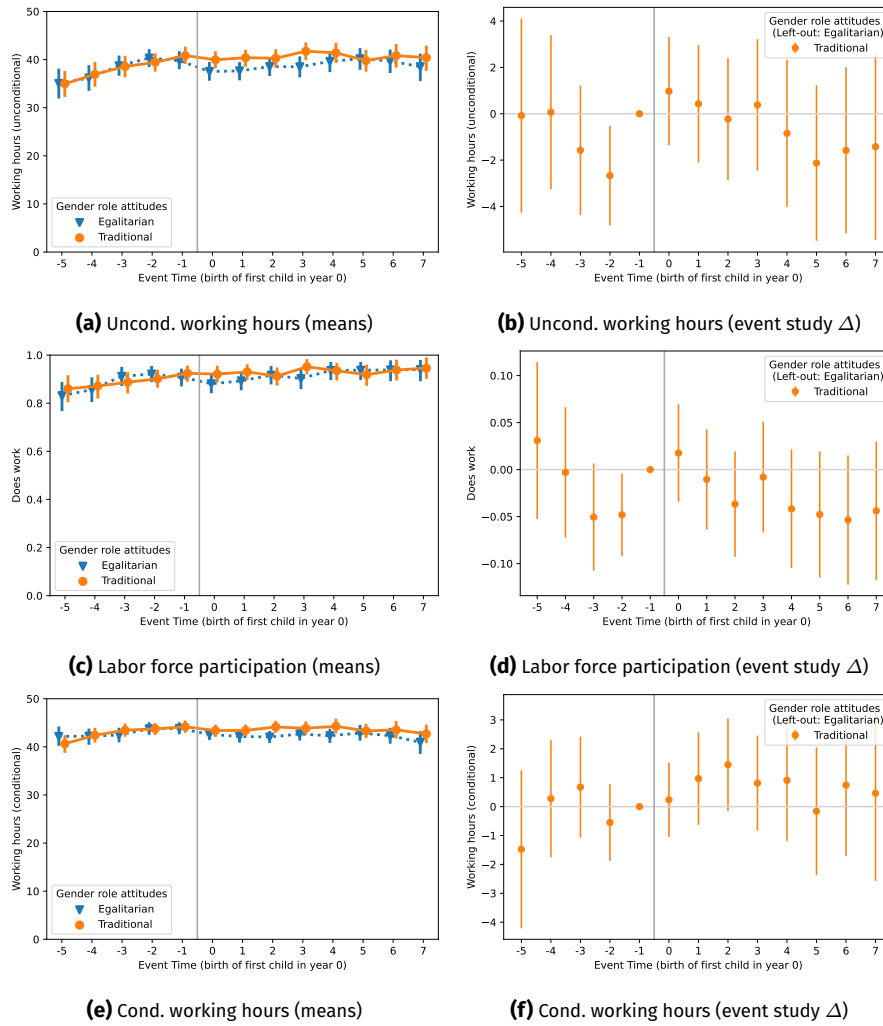 50
40
30
20
10
0
Working hours (unconditional)
Gender role attitudes
Egalitarian
Traditional
-5 -4 -3 -2 -1 0 1 2 3 4 5 6 7
Event Time (birth of first child in year 0)
(a) Uncond. working hours (means)
4
2
0
−2
−4
Working hours (unconditional)
Gender role attitudes
(Left-out: Egalitarian)
Traditional
-5 -4 -3 -2 -1 0 1 2 3 4 5 6 7
Event Time (birth of first child in year 0)
(b) Uncond. working hours (event study Δ)
1.0
0.8
0.6
0.4
0.2
0.0
Does work
Gender role attitudes
Egalitarian
Traditional
-5 -4 -3 -2 -1 0 1 2 3 4 5 6 7
Event Time (birth of first child in year 0)
(c) Labor force participation (means)
0.10
0.05
0.00
−0.05
−0.10
Does work
Gender role attitudes
(Left-out: Egalitarian)
Traditional
-5 -4 -3 -2 -1 0 1 2 3 4 5 6 7
Event Time (birth of first child in year 0)
(d) Labor force participation (event study Δ)
50
40
30
20
10
0
Working hours (conditional)
Gender role attitudes
Egalitarian
Traditional
-5 -4 -3 -2 -1 0 1 2 3 4 5 6 7
Event Time (birth of first child in year 0)
(e) Cond. working hours (means)
3
2
1
0
−1
−2
−3
−4
Working hours (conditional)
Gender role attitudes
(Left-out: Egalitarian)
Traditional
-5 -4 -3 -2 -1 0 1 2 3 4 5 6 7
Event Time (birth of first child in year 0)
(f) Cond. working hours (event study Δ)